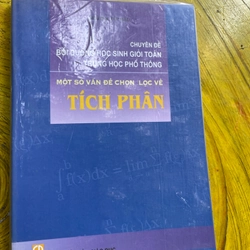 CHUYÊN ĐỀ
BỒI DƯỠNG HỌC SINH GIỎI TOÁN
TRUNG HỌC PHỔ THÔNG
MỘT SỐ VẤN ĐỀ CHỌN LỌC VỀ
TÍCH PHÂN